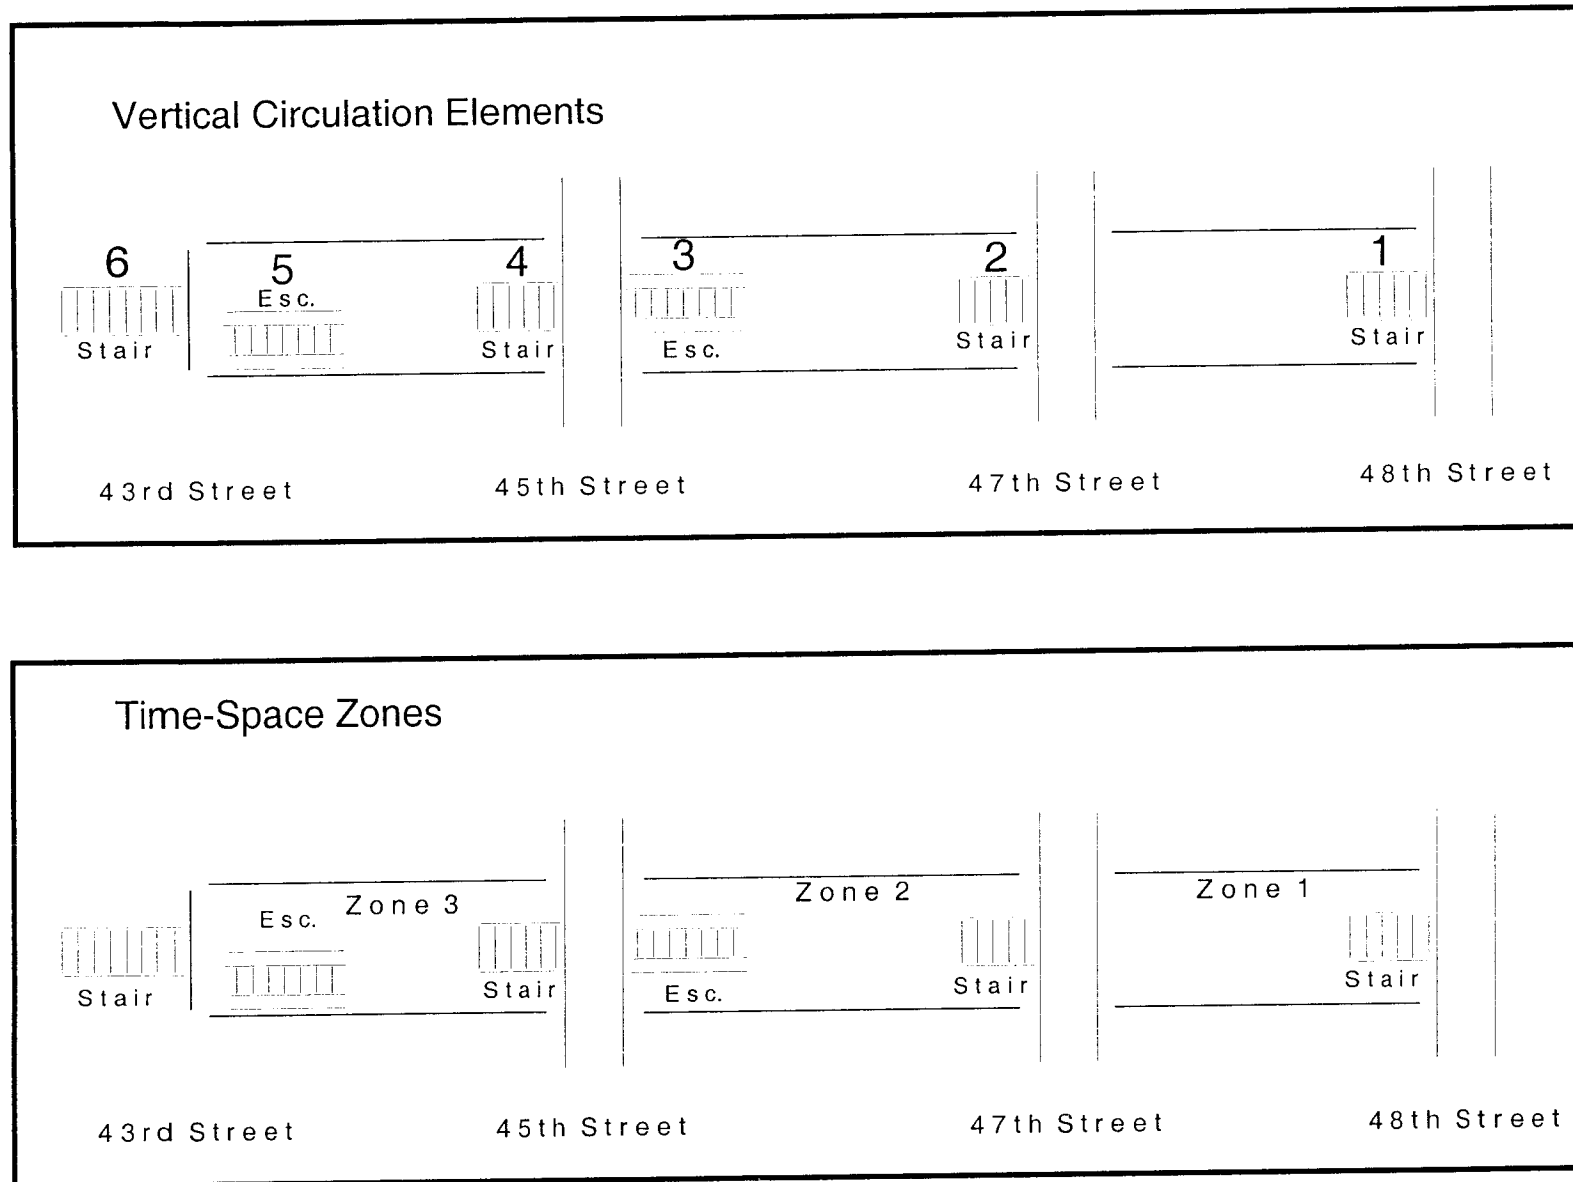 Vertical Circulation Elements
6 5 4 3 2 1
Esc.
Stair Stair Esc. Stair Stair
43rd Street 45th Street 47th Street 48th Street
Time-Space Zones
Zone 3 Zone 2 Zone 1
Esc.
Stair Stair Esc. Stair Stair
43rd Street 45th Street 47th Street 48th Street